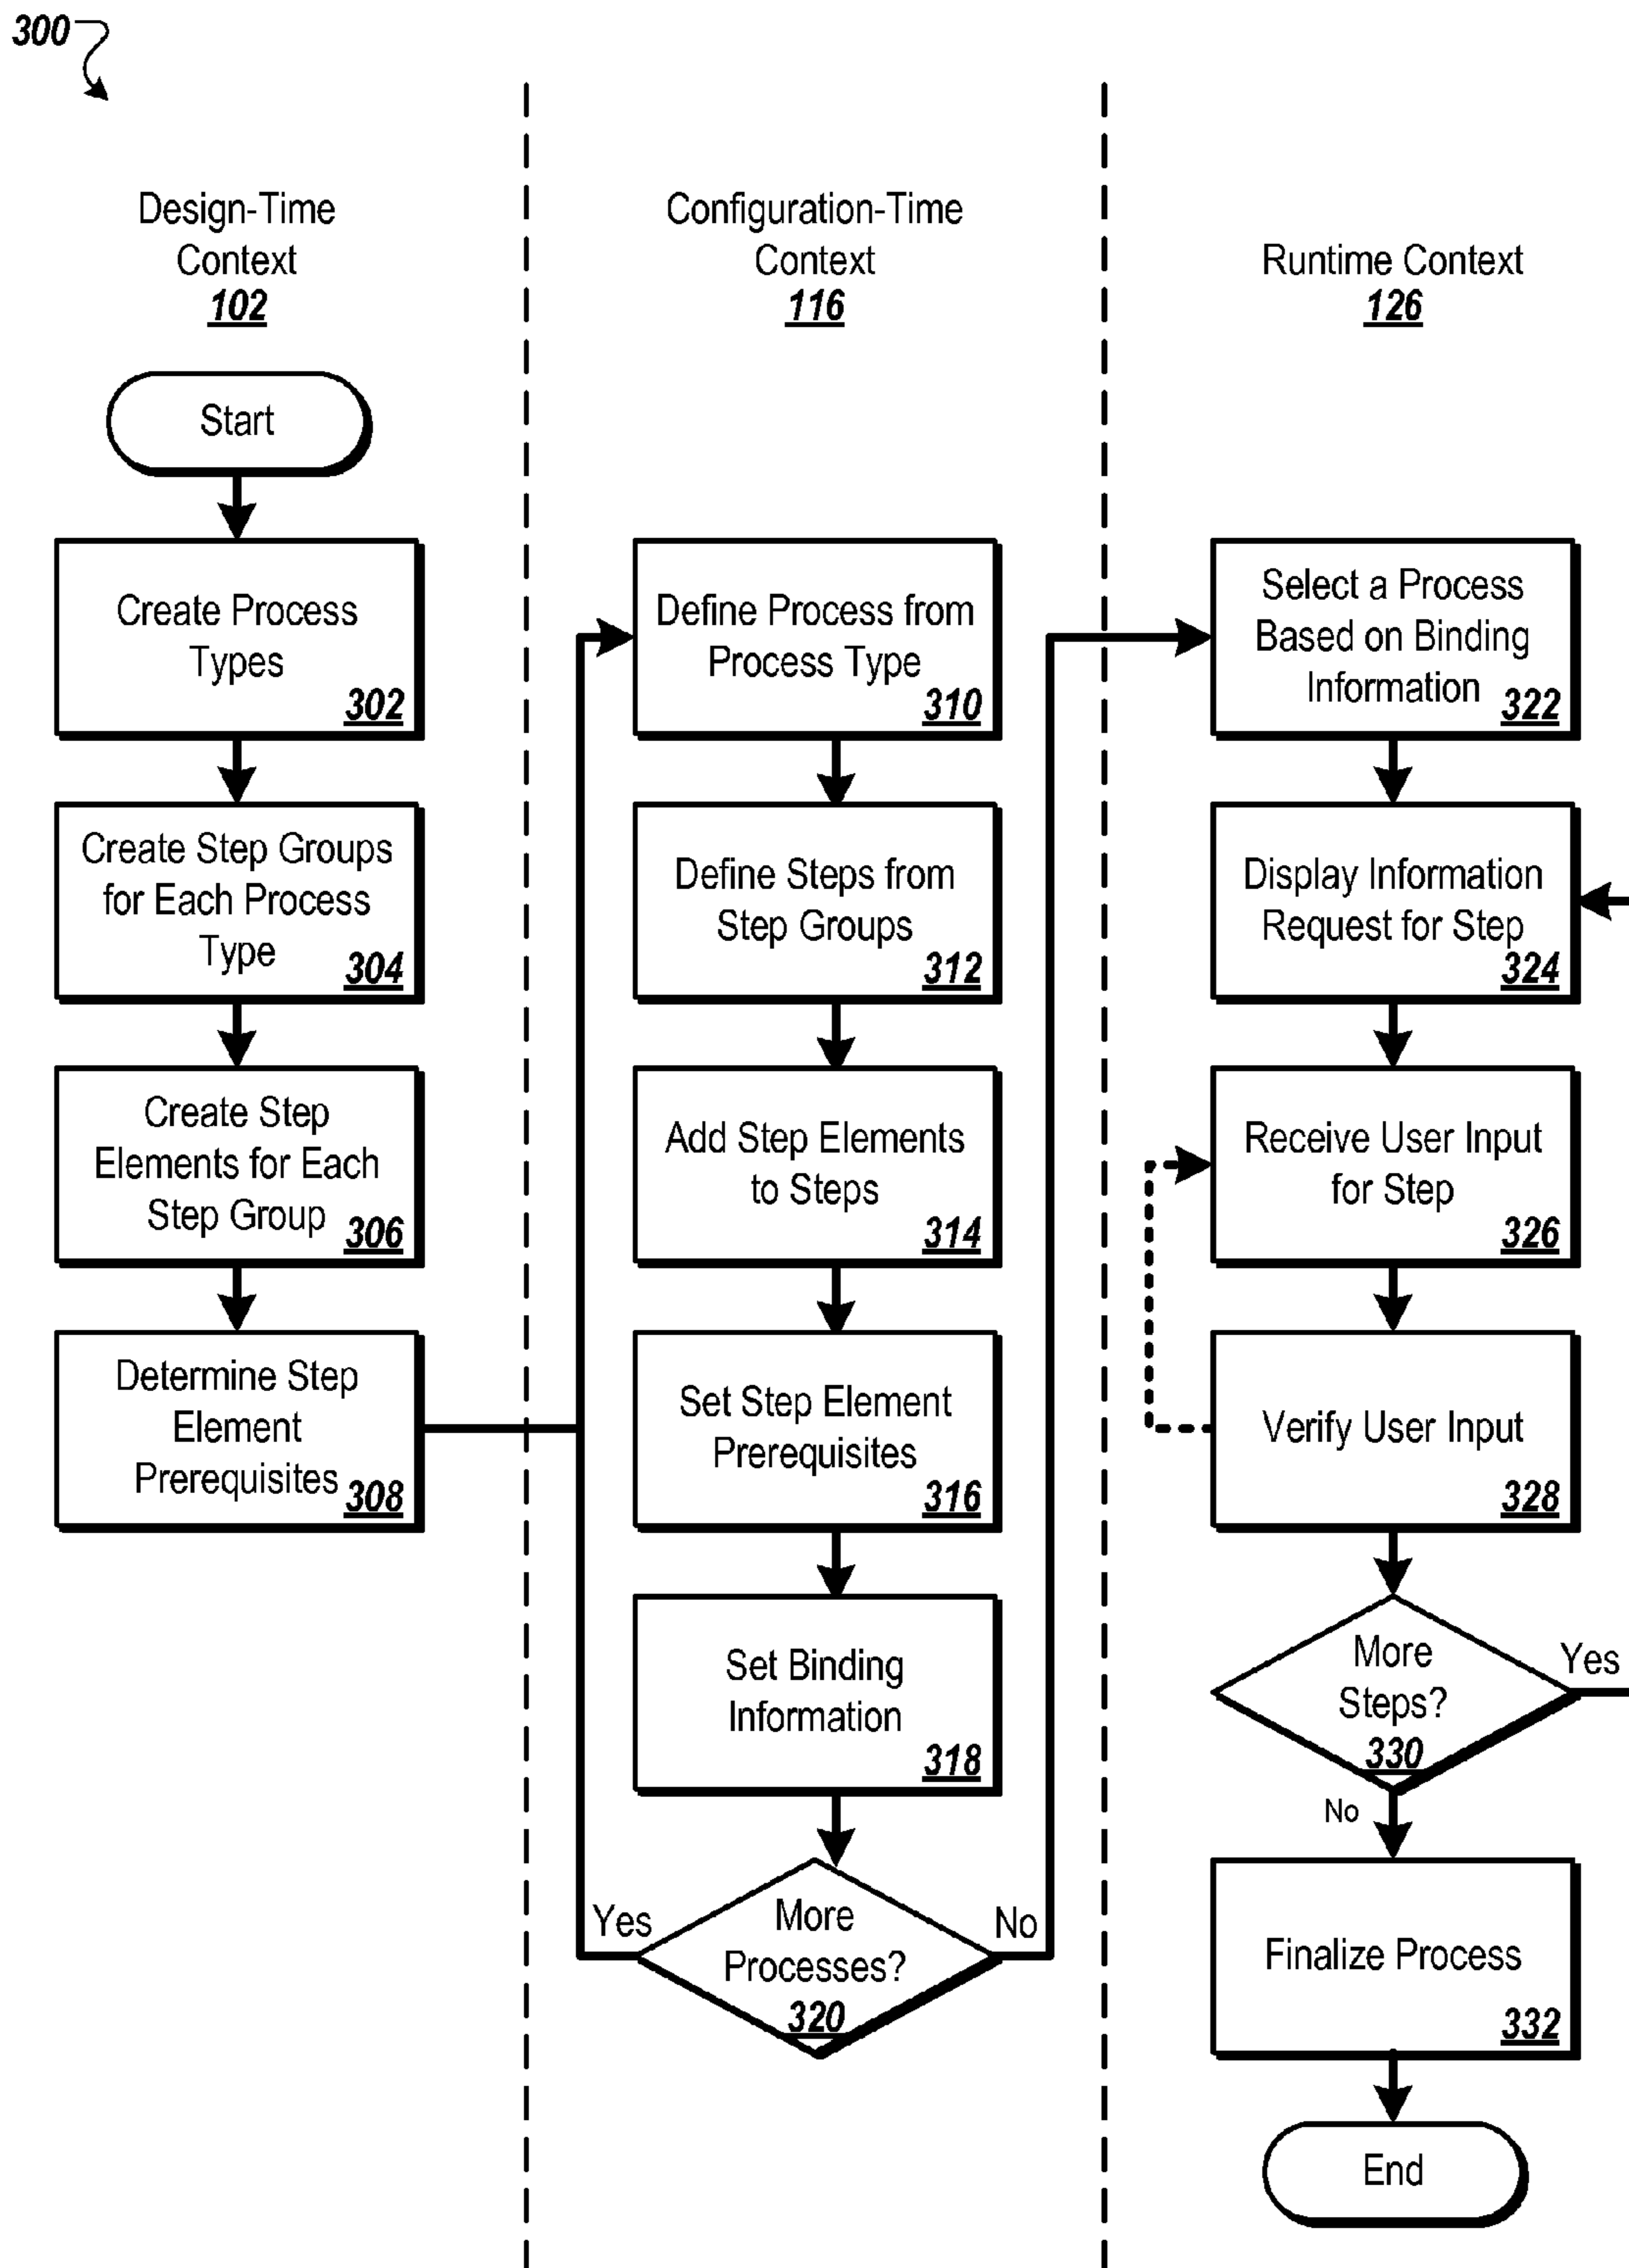 300
Design-Time
Context
102
Start
Create Process
Types
302
Create Step Groups
for Each Process
Type
304
Create Step
Elements for Each
Step Group
306
Determine Step
Element
Prerequisites
308
Configuration-Time
Context
116
Define Process from
Process Type
310
Define Steps from
Step Groups
312
Add Step Elements
to Steps
314
Set Step Element
Prerequisites
316
Set Binding
Information
318
Yes
More
Processes?
320
No
Runtime Context
126
Select a Process
Based on Binding
Information
322
Display Information
Request for Step
324
Receive User Input
for Step
326
Verify User Input
328
More
Steps?
330
Yes
No
Finalize Process
332
End